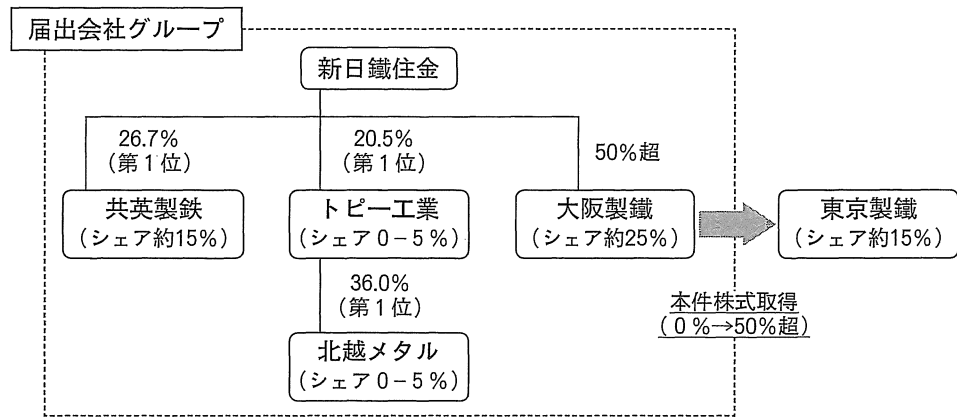 届出会社グループ
新日鐵住金
26.7%
(第1位)
20.5%
(第1位)
50%超
共英製鉄
(シェア約15%)
トピー工業
(シェア0-5%)
大阪製鐵
(シェア約25%)
東京製鐵
(シェア約15%)
36.0%
(第1位)
本件株式取得
(0%→50%超)
北越メタル
(シェア0-5%)